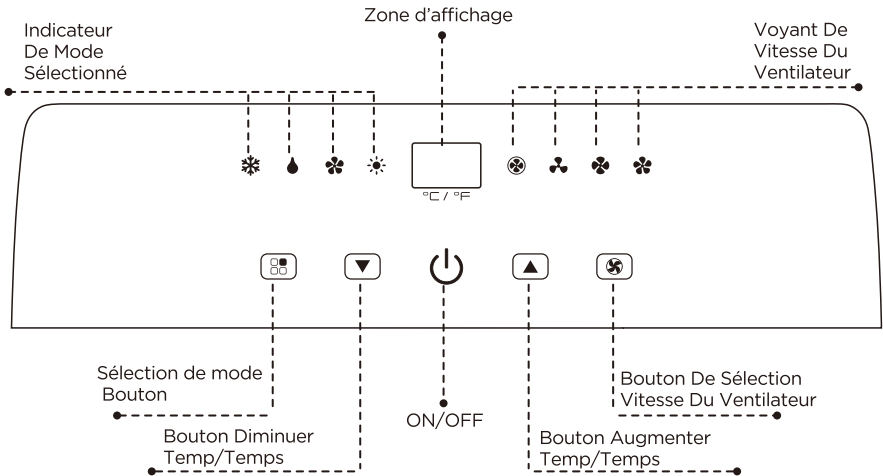 Zone d'affichage
Indicateur
De Mode
Sélectionné
Voyant De
Vitesse Du
Ventilateur
°C / °F
Sélection de mode
Bouton
Bouton Diminuer
Temp/Temps
ON/OFF
Bouton De Sélection
Vitesse Du Ventilateur
Bouton Augmenter
Temp/Temps